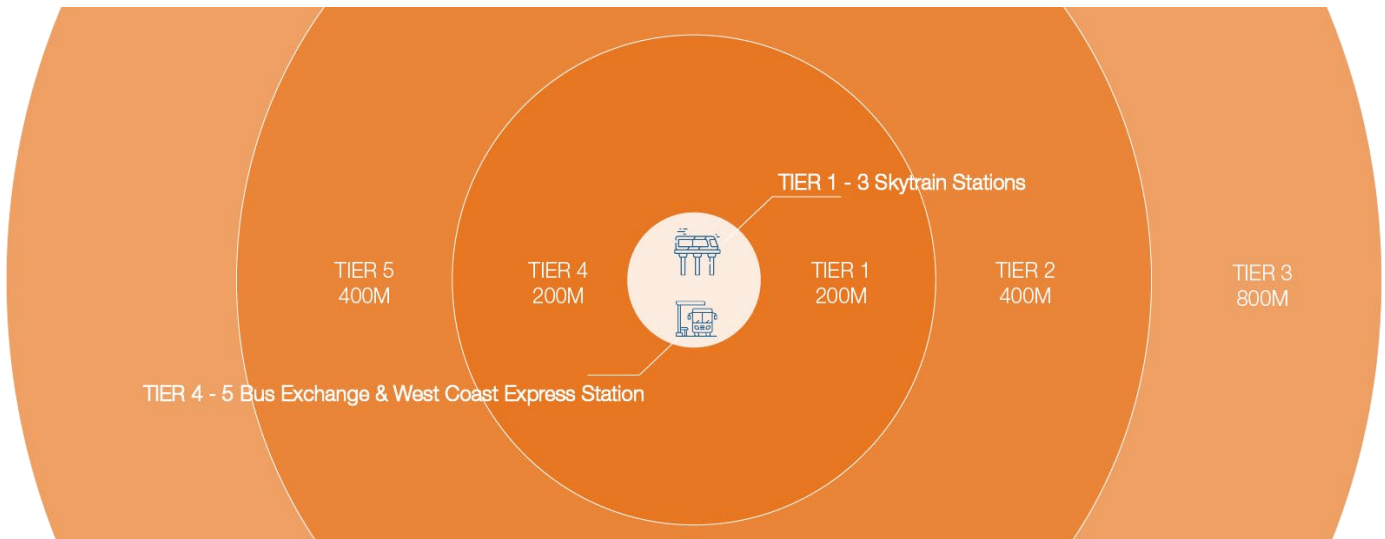 TIER 1 - 3 Skytrain Stations
TIER 5
400M
TIER 4
200M
TIER 1
200M
TIER 2
400M
TIER 3
800M
TIER 4 - 5 Bus Exchange & West Coast Express Station